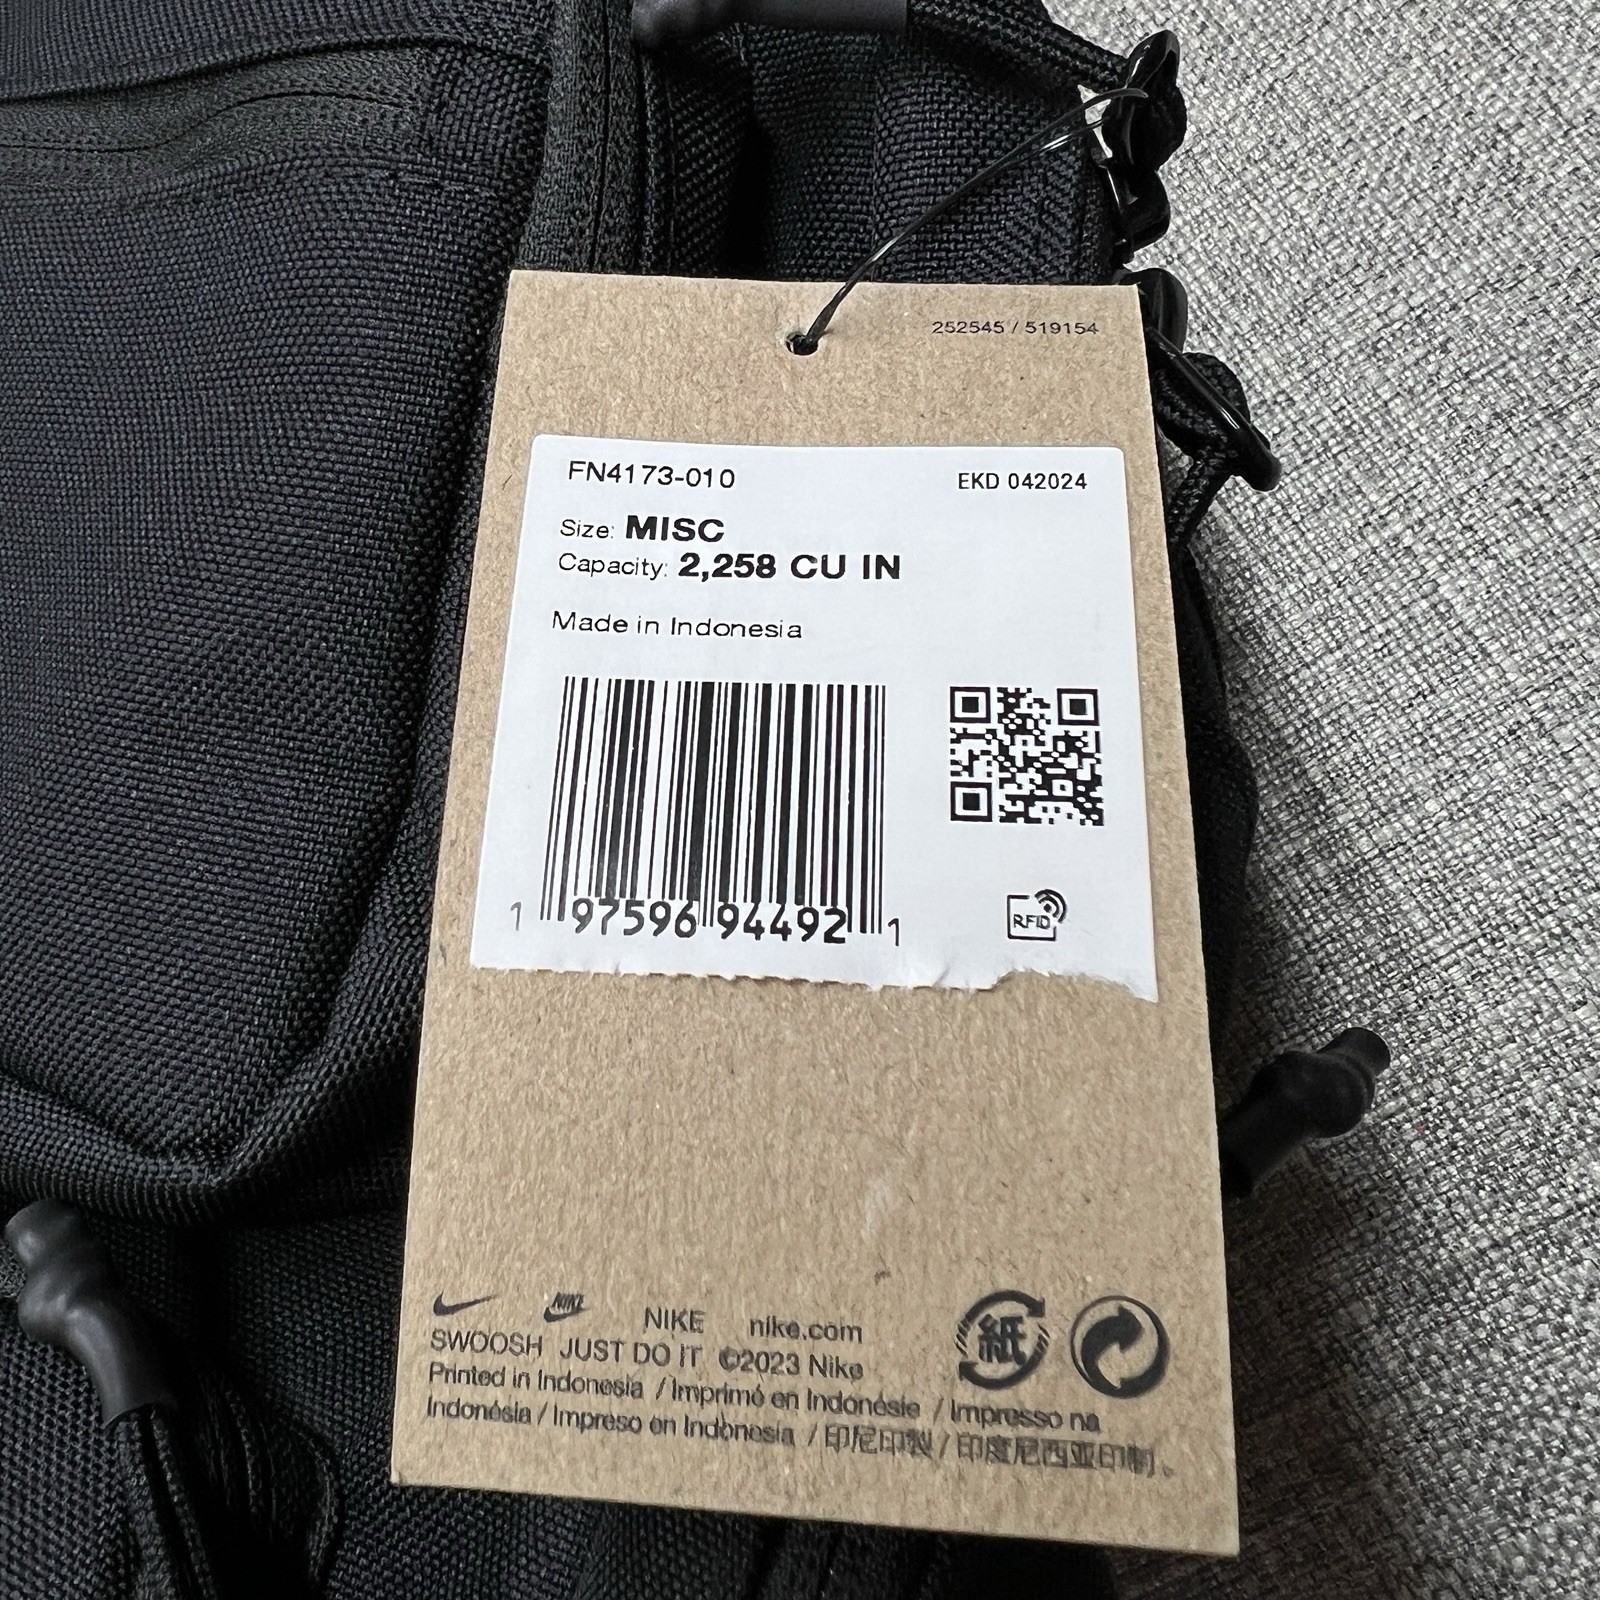 252545 / 519154
FN4173-010 EKD 042024
Size: MISC
Capacity: 2,258 CU IN
Made in Indonesia
1 97596 94492 1
RFID
NIKE NIKE nike.com
SWOOSH JUST DO IT ©2023 Nike
紙
Printed in Indonesia / Imprimé en Indonésie / Impresso na
Indonésia / Impreso en Indonesia / 印尼印製 / 印度尼西亚印制。